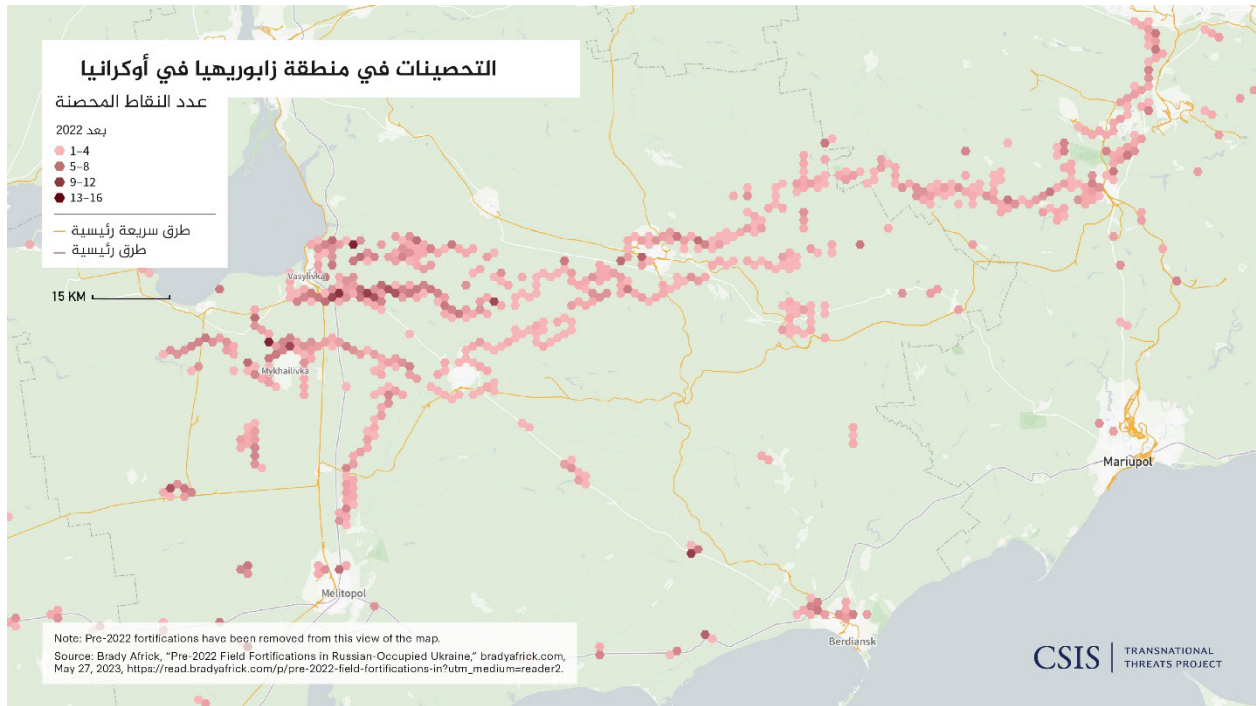 التحصينات في منطقة زابوريهيا في أوكرانيا
عدد النقاط المحصنة
بعد 2022
1–4
5–8
9–12
13–16
طرق سريعة رئيسية
طرق رئيسية
15 KM
Vasylivka
Mykhailivka
Mariupol
Melitopol
Berdiansk
Note: Pre-2022 fortifications have been removed from this view of the map.
Source: Brady Africk, “Pre-2022 Field Fortifications in Russian-Occupied Ukraine,” bradyafrick.com,
May 27, 2023, https://read.bradyafrick.com/p/pre-2022-field-fortifications-in?utm_medium=reader2.
CSIS
TRANSNATIONAL
THREATS PROJECT